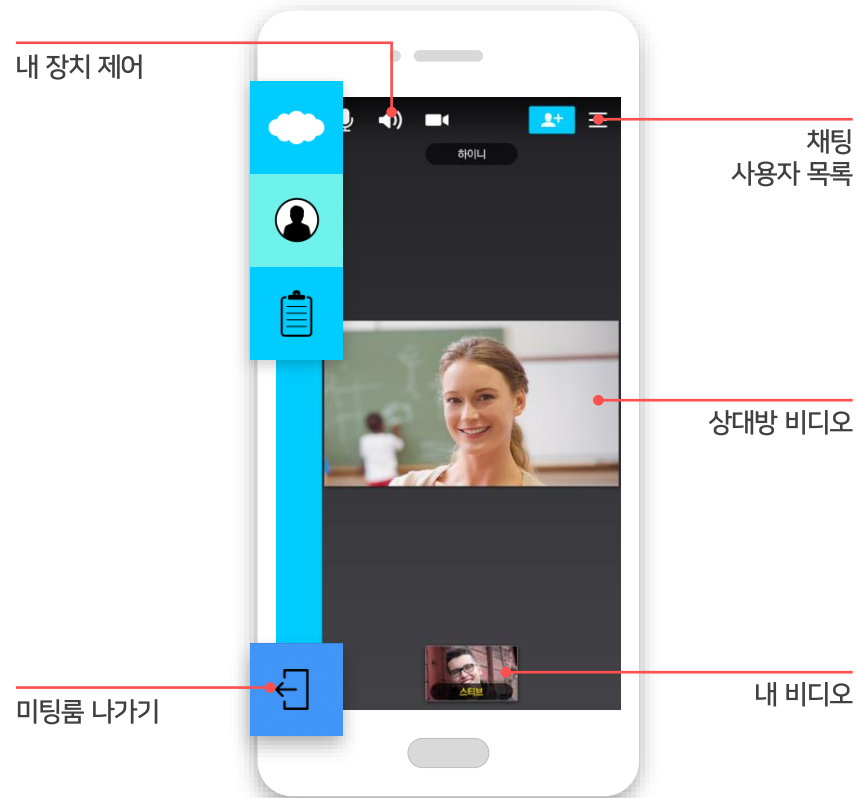 내 장치 제어
하이니
채팅
사용자 목록
상대방 비디오
스티브
내 비디오
미팅룸 나가기